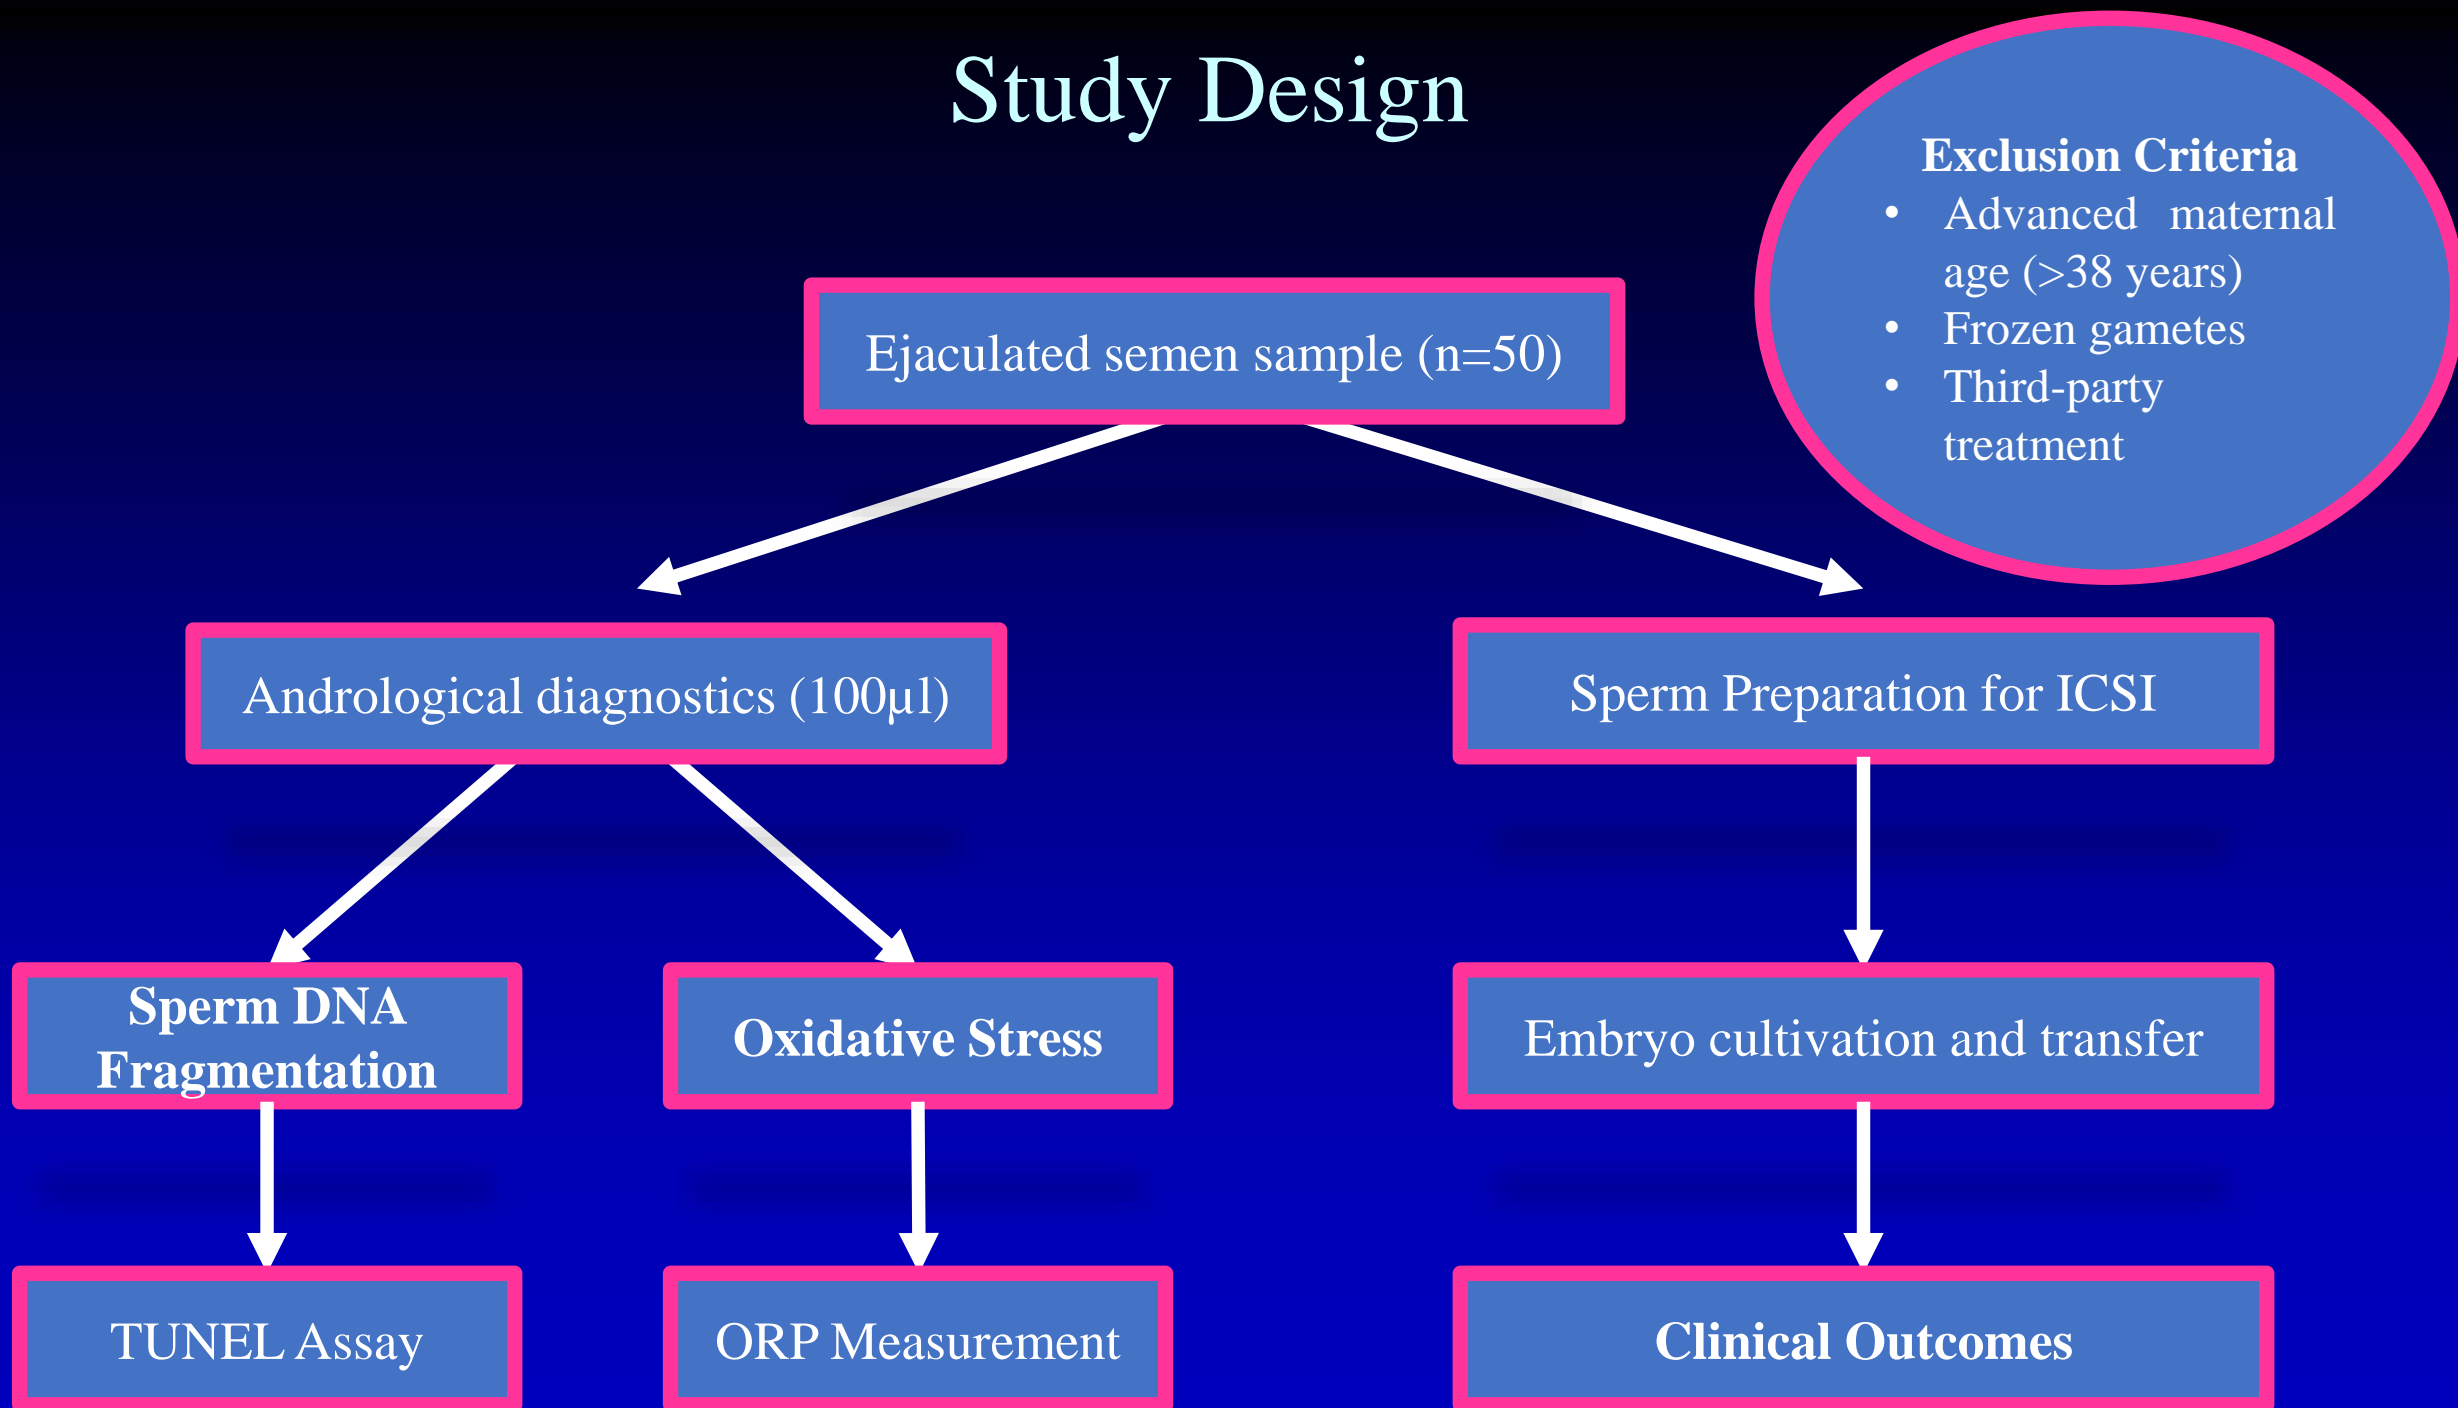 Study Design
Exclusion Criteria
• Advanced maternal
age (>38 years)
• Frozen gametes
• Third-party
treatment
Ejaculated semen sample (n=50)
Andrological diagnostics (100µl)
Sperm Preparation for ICSI
Sperm DNA
Fragmentation
Oxidative Stress
Embryo cultivation and transfer
TUNEL Assay
ORP Measurement
Clinical Outcomes